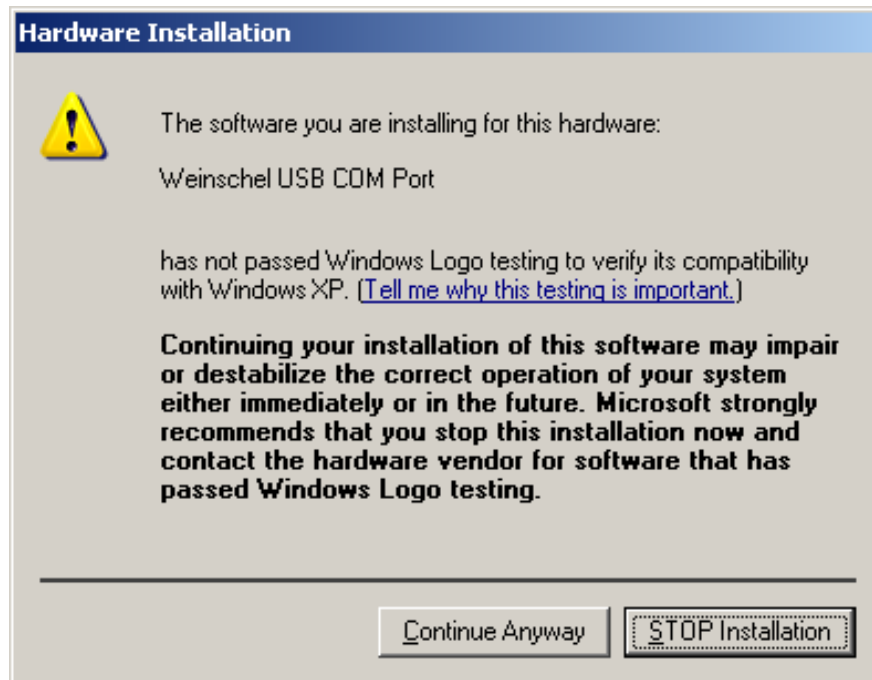 Hardware Installation
The software you are installing for this hardware:
Weinschel USB COM Port
has not passed Windows Logo testing to verify its compatibility
with Windows XP. (Tell me why this testing is important.)
Continuing your installation of this software may impair
or destabilize the correct operation of your system
either immediately or in the future. Microsoft strongly
recommends that you stop this installation now and
contact the hardware vendor for software that has
passed Windows Logo testing.
Continue Anyway
STOP Installation